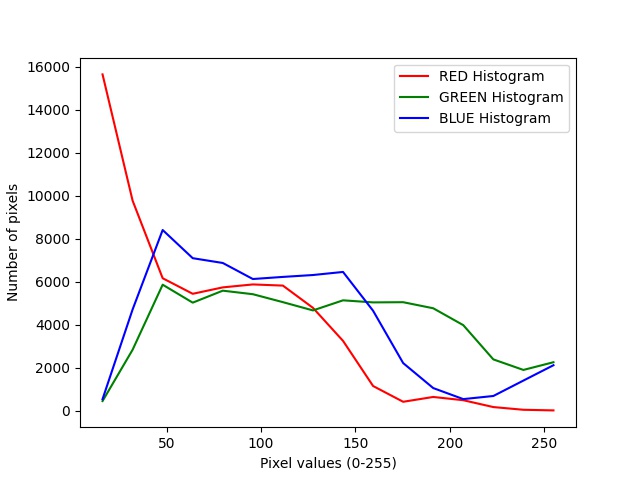 RED Histogram
GREEN Histogram
BLUE Histogram
16000
14000
12000
10000
8000
6000
4000
2000
0
Number of pixels
50 100 150 200 250
Pixel values (0-255)